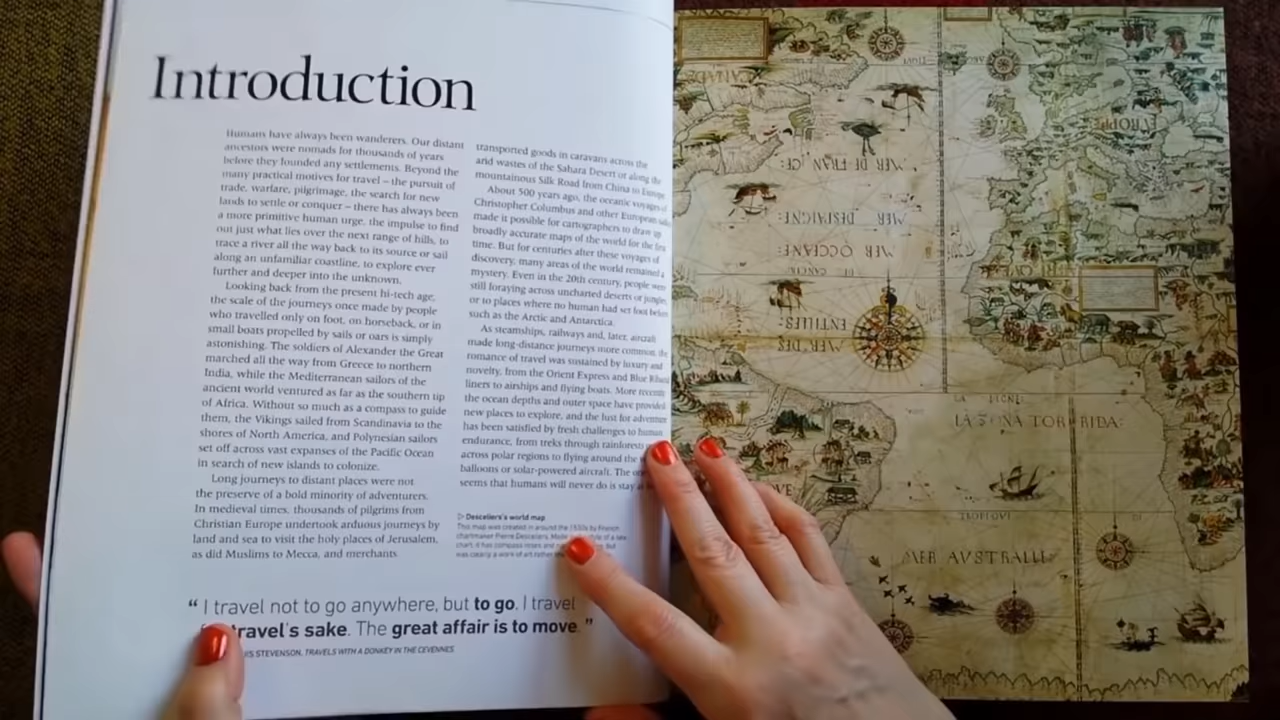 Introduction
Humans have always been wanderers. Our distant
ancestors were nomads for thousands of years
before they founded any settlements. Beyond the
many practical motives for travel – the pursuit of
trade, warfare, pilgrimage, the search for new
lands to settle or conquer – there has always been
a more primitive human urge, the impulse to find
out just what lies over the next range of hills, to
trace a river all the way back to its source or sail
along an unfamiliar coastline, to explore ever
further and deeper into the unknown.
Looking back from the present hi-tech age,
the scale of the journeys once made by people
who travelled only on foot, on horseback, or in
small boats propelled by sails or oars is simply
astonishing. The soldiers of Alexander the Great
marched all the way from Greece to northern
India, while the Mediterranean sailors of the
ancient world ventured as far as the southern tip
of Africa. Without so much as a compass to guide
them, the Vikings sailed from Scandinavia to the
shores of North America, and Polynesian sailors
set off across vast expanses of the Pacific Ocean
in search of new islands to colonize.
Long journeys to distant places were not
the preserve of a bold minority of adventurers.
In medieval times, thousands of pilgrims from
Christian Europe undertook arduous journeys by
land and sea to visit the holy places of Jerusalem,
as did Muslims to Mecca, and merchants
transported goods in caravans across the
arid wastes of the Sahara Desert or along the
mountainous Silk Road from China to Europe.
About 500 years ago, the oceanic voyages of
Christopher Columbus and other European
made it possible for cartographers to draw up
broadly accurate maps of the world for the first
time. But for centuries after these voyages of
discovery, many areas of the world remained a
mystery. Even in the 20th century, people were
still foraying across uncharted deserts or jungles,
or to places where no human had set foot before
such as the Arctic and Antarctica.
As steamships, railways and, later, aircraft
made long-distance journeys more common, the
romance of travel was sustained by luxury and
novelty, from the Orient Express and Blue Riband
liners to airships and flying boats. More recently
the ocean depths and outer space have provided
new places to explore, and the lust for adventure
has been satisfied by fresh challenges to human
endurance, from treks through rainforests
across polar regions to flying around the
balloons or solar-powered aircraft. The one
seems that humans will never do is stay at
▷ Desceliers's world map
This map was created in around the 1530s by French
chartmaker Pierre Desceliers. style of a late
chart, it has compass roses and But
was clearly a work of art rather
“ I travel not to go anywhere, but to go. I travel
travel's sake. The great affair is to move. ”
STEVENSON, TRAVELS WITH A DONKEY IN THE CEVENNES
CANADA
EUROPE
MER DE FRANCE:
MER DESPAIGNE:
MER OCCEANE:
MER DES
ENTILLES:
LA ZONA TORRIDA:
MER AVSTRALLE: